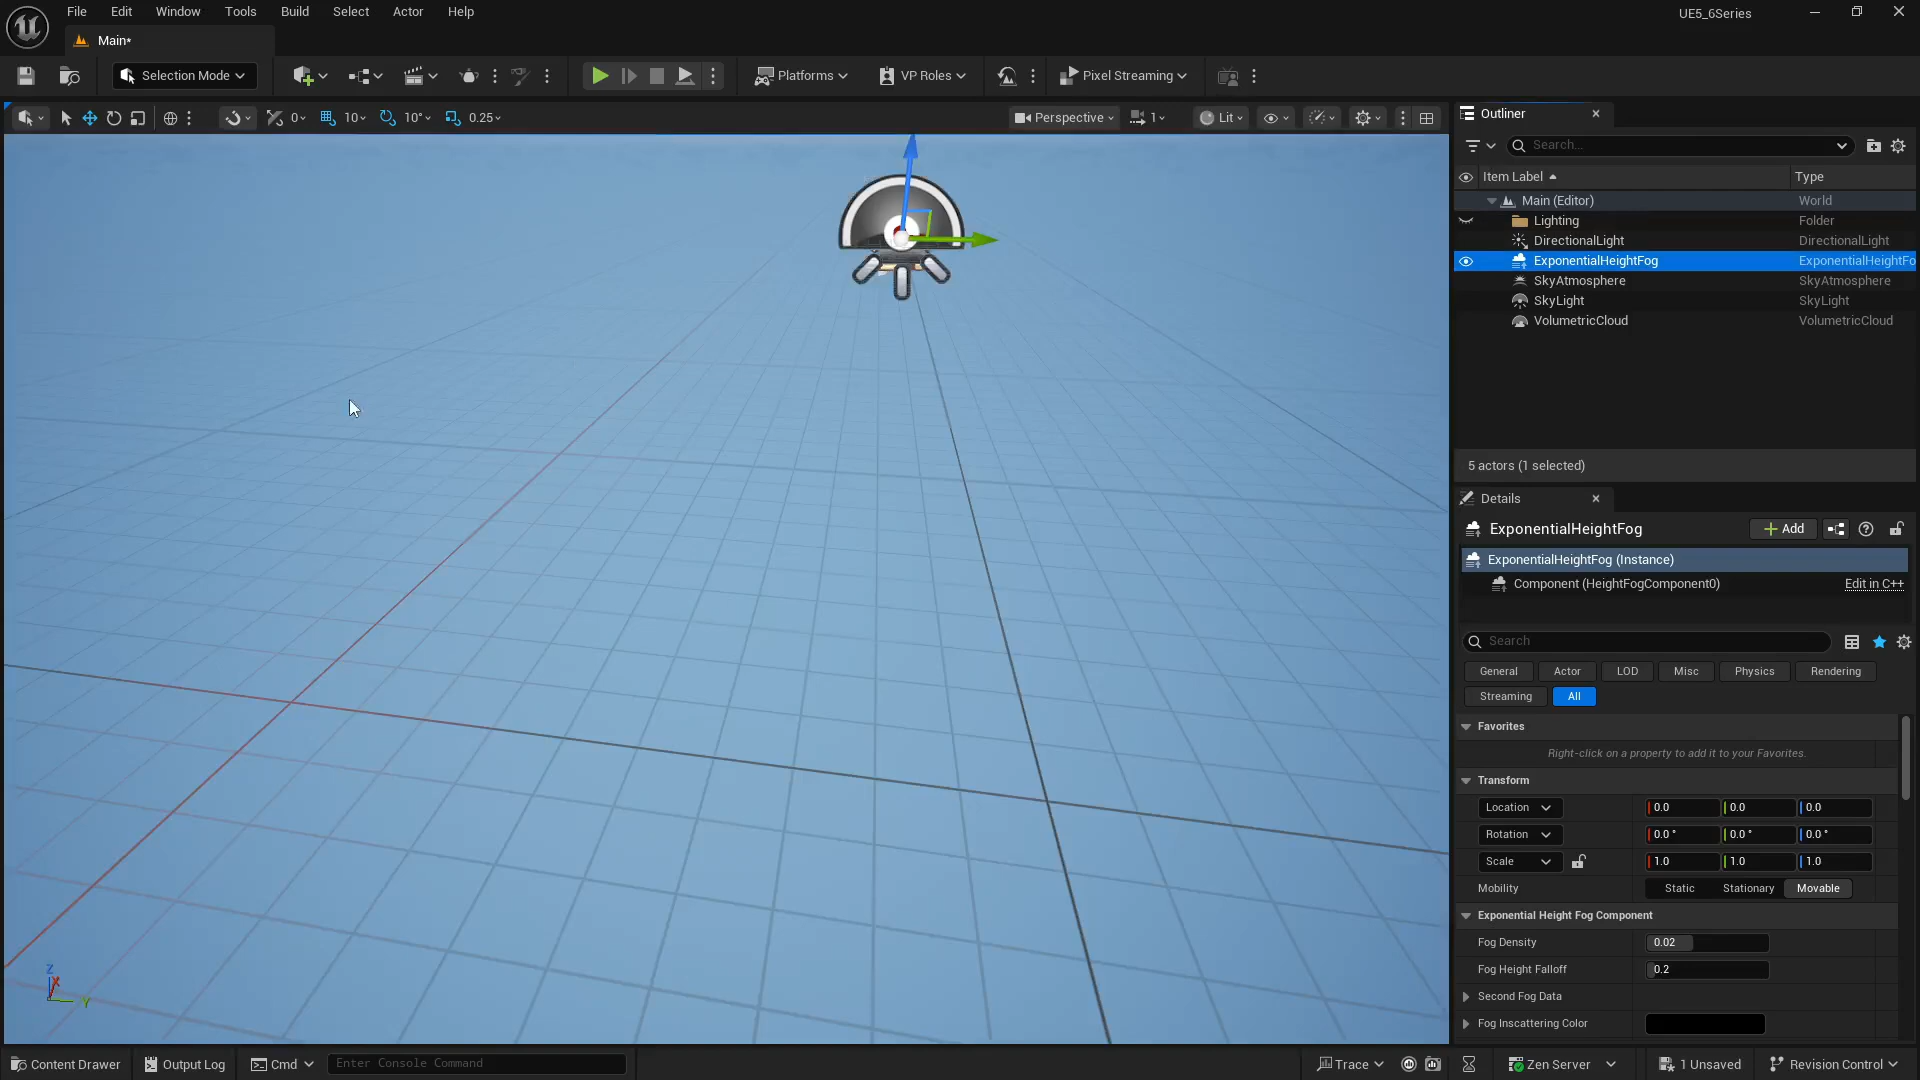 File Edit Window Tools Build Select Actor Help
UE5_6Series
Main*
Selection Mode
Platforms
VP Roles
Pixel Streaming
0 10 10° 0.25
Perspective 1 Lit
Outliner
Search...
Item Label Type
Main (Editor) World
Lighting Folder
DirectionalLight DirectionalLight
ExponentialHeightFog ExponentialHeightFo
SkyAtmosphere SkyAtmosphere
SkyLight SkyLight
VolumetricCloud VolumetricCloud
5 actors (1 selected)
Details
ExponentialHeightFog Add
ExponentialHeightFog (Instance)
Component (HeightFogComponent0) Edit in C++
Search
General Actor LOD Misc Physics Rendering
Streaming All
Favorites
Right-click on a property to add it to your Favorites.
Transform
Location 0.0 0.0 0.0
Rotation 0.0 ° 0.0 ° 0.0 °
Scale 1.0 1.0 1.0
Mobility Static Stationary Movable
Exponential Height Fog Component
Fog Density 0.02
Fog Height Falloff 0.2
Second Fog Data
Fog Inscattering Color
Z
X
Y
Content Drawer Output Log Cmd Enter Console Command Trace Zen Server 1 Unsaved Revision Control